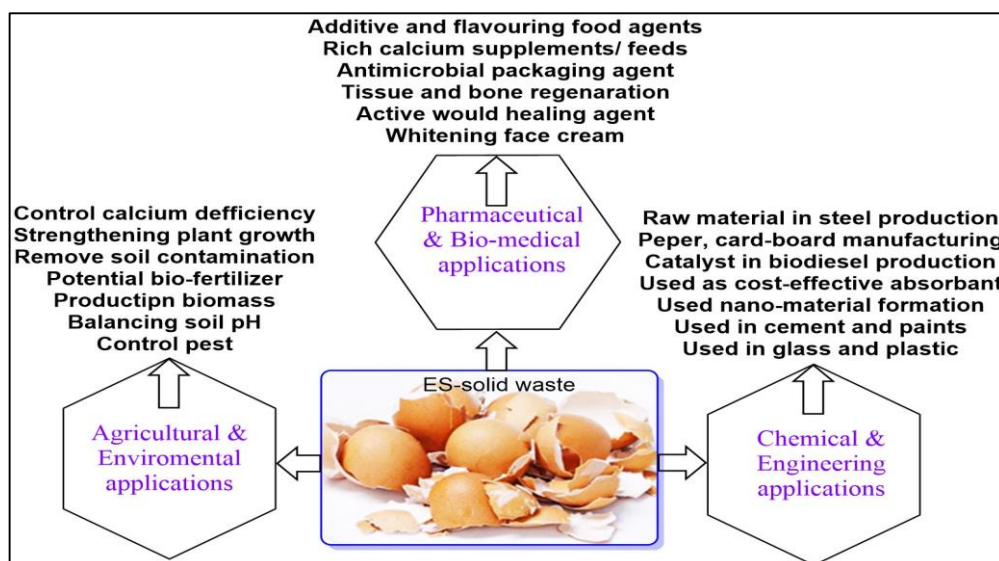 Additive and flavouring food agents
Rich calcium supplements/ feeds
Antimicrobial packaging agent
Tissue and bone regenaration
Active would healing agent
Whitening face cream
Pharmaceutical
& Bio-medical
applications
Control calcium defficiency
Strengthening plant growth
Remove soil contamination
Potential bio-fertilizer
Productipn biomass
Balancing soil pH
Control pest
Agricultural &
Enviromental
applications
Raw material in steel production
Peper, card-board manufacturing
Catalyst in biodiesel production
Used as cost-effective absorbant
Used nano-material formation
Used in cement and paints
Used in glass and plastic
Chemical &
Engineering
applications
ES-solid waste